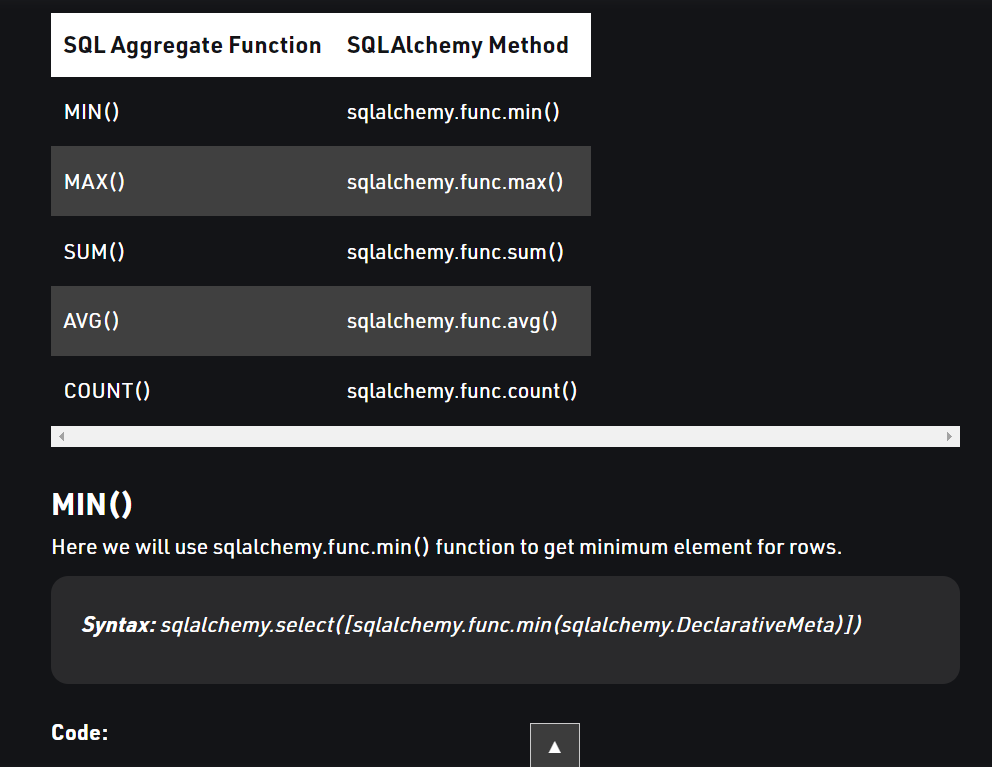 SQL Aggregate Function SQLAlchemy Method
MIN() sqlalchemy.func.min()
MAX() sqlalchemy.func.max()
SUM() sqlalchemy.func.sum()
AVG() sqlalchemy.func.avg()
COUNT() sqlalchemy.func.count()
MIN()
Here we will use sqlalchemy.func.min() function to get minimum element for rows.
Syntax: sqlalchemy.select([sqlalchemy.func.min(sqlalchemy.DeclarativeMeta)])
Code: